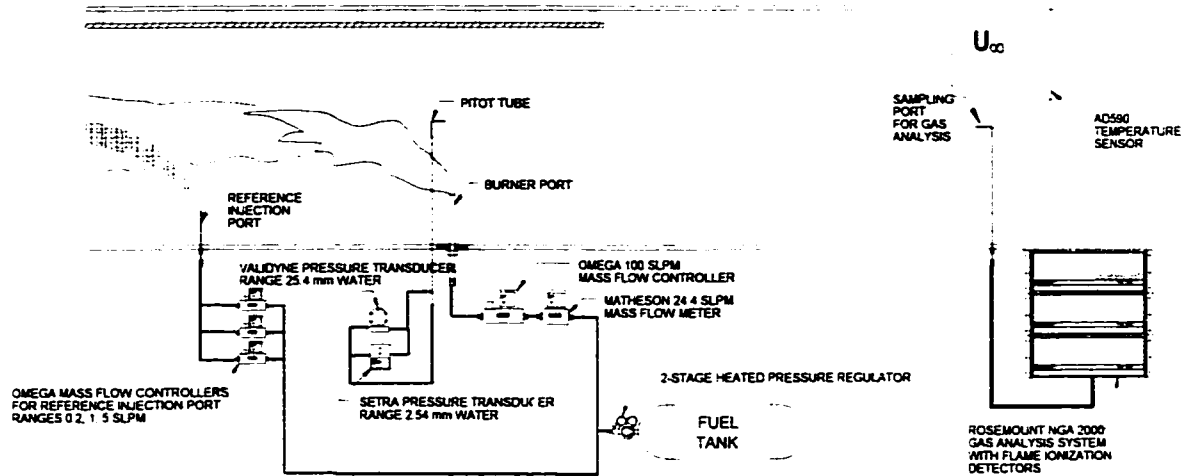 U∞
PITOT TUBE
SAMPLING
PORT
FOR GAS
ANALYSIS
AD590
TEMPERATURE
SENSOR
BURNER PORT
REFERENCE
INJECTION
PORT
VALIDYNE PRESSURE TRANSDUCER
RANGE 25.4 mm WATER
OMEGA 100 SLPM
MASS FLOW CONTROLLER
MATHESON 24.4 SLPM
MASS FLOW METER
2-STAGE HEATED PRESSURE REGULATOR
OMEGA MASS FLOW CONTROLLERS
FOR REFERENCE INJECTION PORT
RANGES 0.2, 1, 5 SLPM
SETRA PRESSURE TRANSDUCER
RANGE 2.54 mm WATER
FUEL
TANK
ROSEMOUNT NGA 2000
GAS ANALYSIS SYSTEM
WITH FLAME IONIZATION
DETECTORS